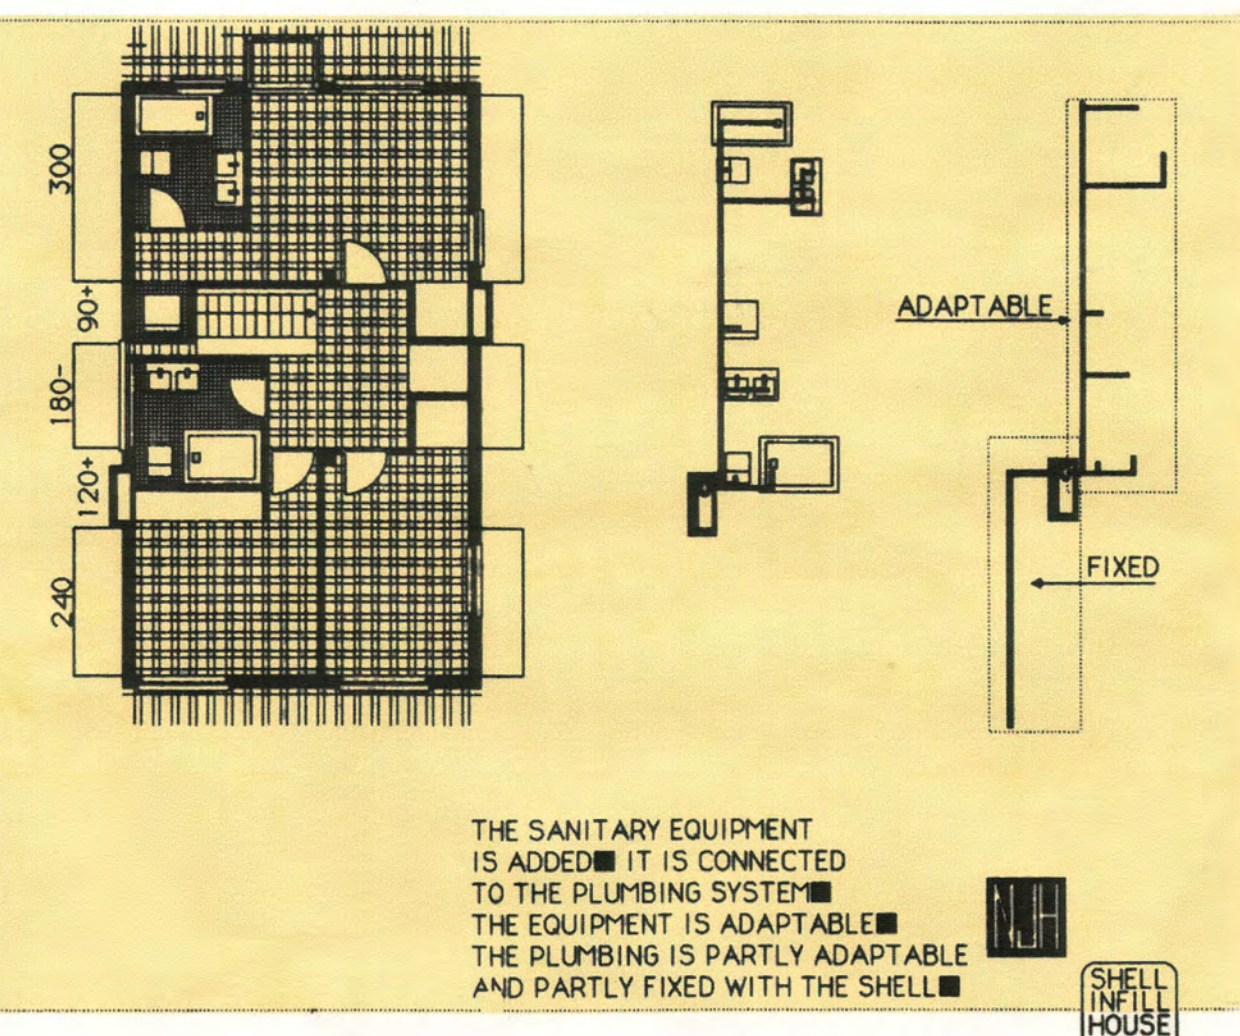 300
90+
180-
120+
240
ADAPTABLE
FIXED
THE SANITARY EQUIPMENT
IS ADDED■ IT IS CONNECTED
TO THE PLUMBING SYSTEM■
THE EQUIPMENT IS ADAPTABLE■
THE PLUMBING IS PARTLY ADAPTABLE
AND PARTLY FIXED WITH THE SHELL■
NJH
SHELL
INFILL
HOUSE